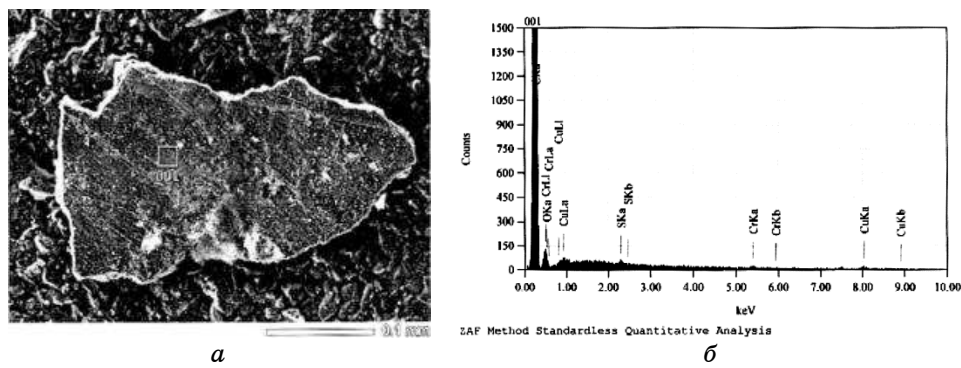 001
0.1 mm
а
001
1500
1350
1200
1050
900
750
600
450
300
150
0
Counts
CKa
OKa
CrLl
CrLa
CuLl
CuLa
SKa
SKb
CrKa
CrKb
CuKa
CuKb
0.00 1.00 2.00 3.00 4.00 5.00 6.00 7.00 8.00 9.00 10.00
keV
ZAF Method Standardless Quantitative Analysis
б